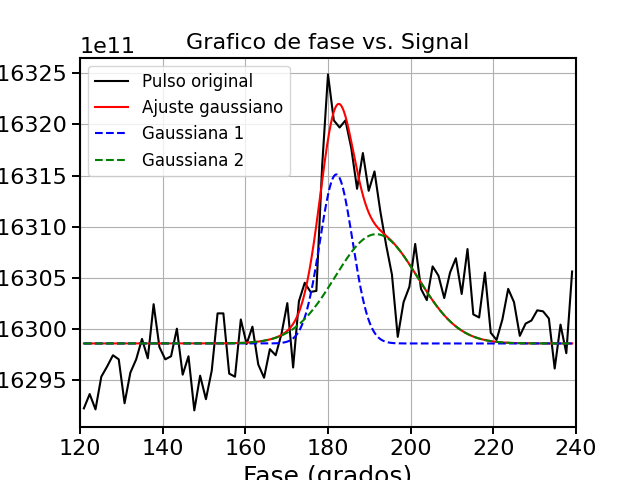 1e11
Grafico de fase vs. Signal
Pulso original
Ajuste gaussiano
Gaussiana 1
Gaussiana 2
16325
16320
16315
16310
16305
16300
16295
120 140 160 180 200 220 240
Fase (grados)